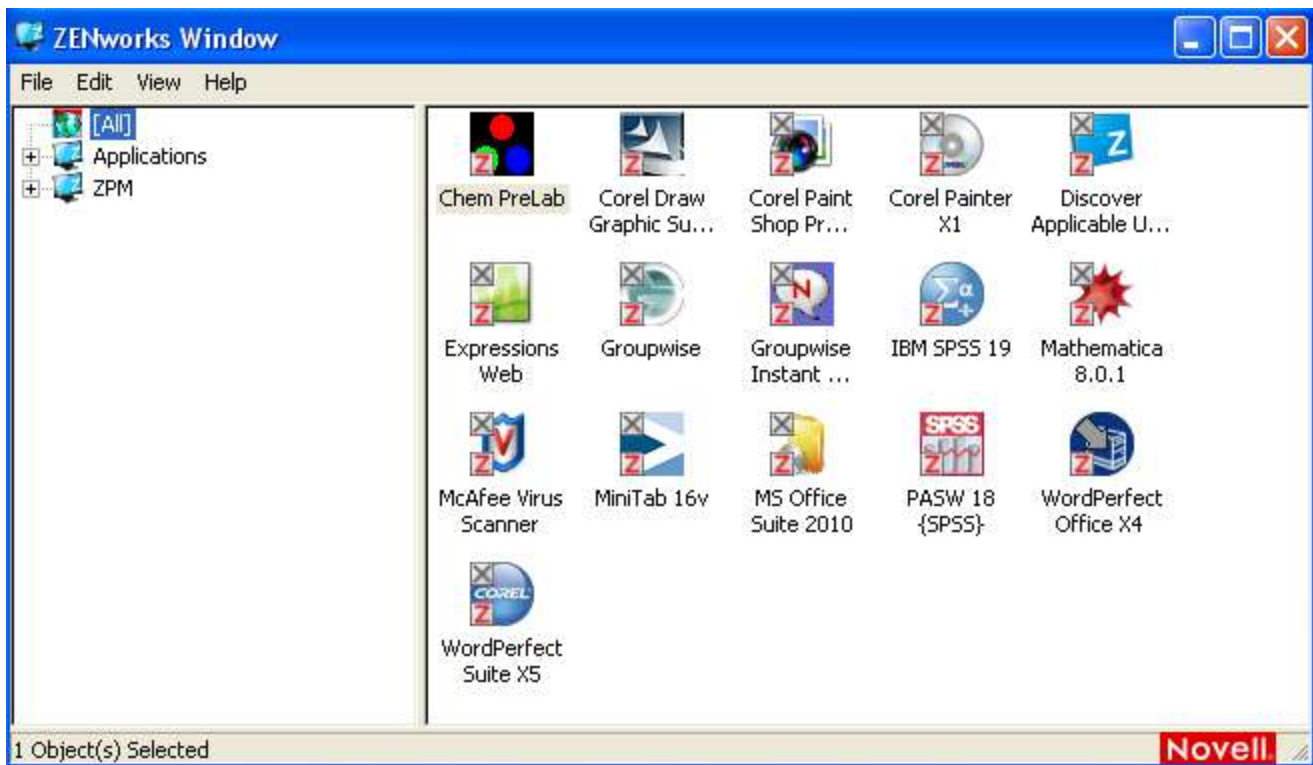 ZENworks Window
File Edit View Help
[All]
Applications
ZPM
Chem PreLab
Corel Draw
Graphic Su...
Corel Paint
Shop Pr...
Corel Painter
X1
Discover
Applicable U...
Expressions
Web
Groupwise
Groupwise
Instant ...
IBM SPSS 19
Mathematica
8.0.1
McAfee Virus
Scanner
MiniTab 16v
MS Office
Suite 2010
SPSS
PASW 18
{SPSS}
WordPerfect
Office X4
COREL
WordPerfect
Suite X5
1 Object(s) Selected
Novell.